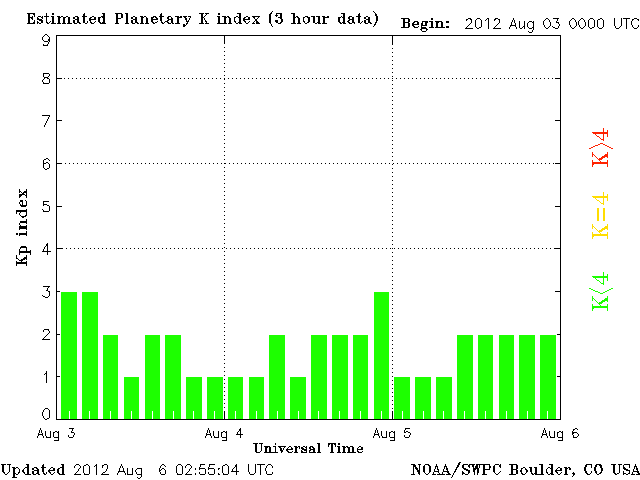 Estimated Planetary K index (3 hour data) Begin: 2012 Aug 03 0000 UTC
9
8
7
6
5
4
3
2
1
0
Kp index
K>4
K=4
K<4
Aug 3 Aug 4 Aug 5 Aug 6
Universal Time
Updated 2012 Aug 6 02:55:04 UTC NOAA/SWPC Boulder, CO USA